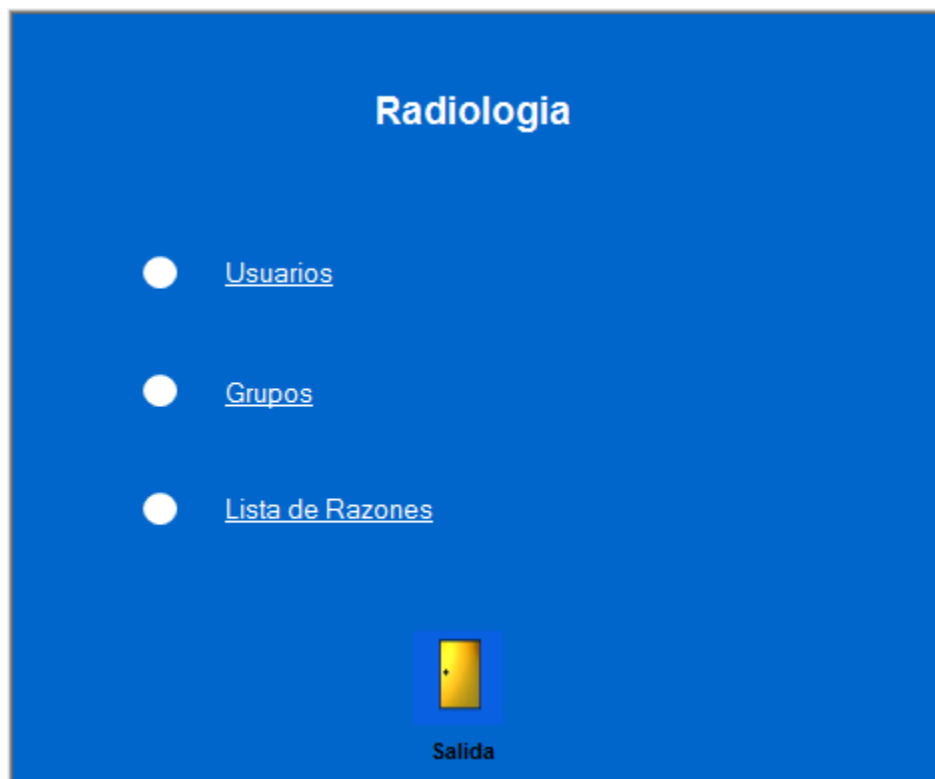 Radiologia
Usuarios
Grupos
Lista de Razones
Salida